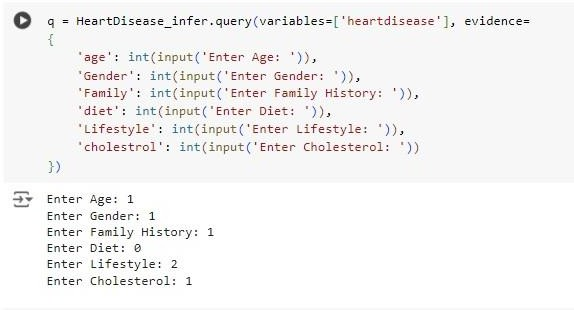 q = HeartDisease_infer.query(variables=['heartdisease'], evidence=
{
    'age': int(input('Enter Age: ')),
    'Gender': int(input('Enter Gender: ')),
    'Family': int(input('Enter Family History: ')),
    'diet': int(input('Enter Diet: ')),
    'Lifestyle': int(input('Enter Lifestyle: ')),
    'cholestrol': int(input('Enter Cholesterol: '))
})
Enter Age: 1
Enter Gender: 1
Enter Family History: 1
Enter Diet: 0
Enter Lifestyle: 2
Enter Cholesterol: 1